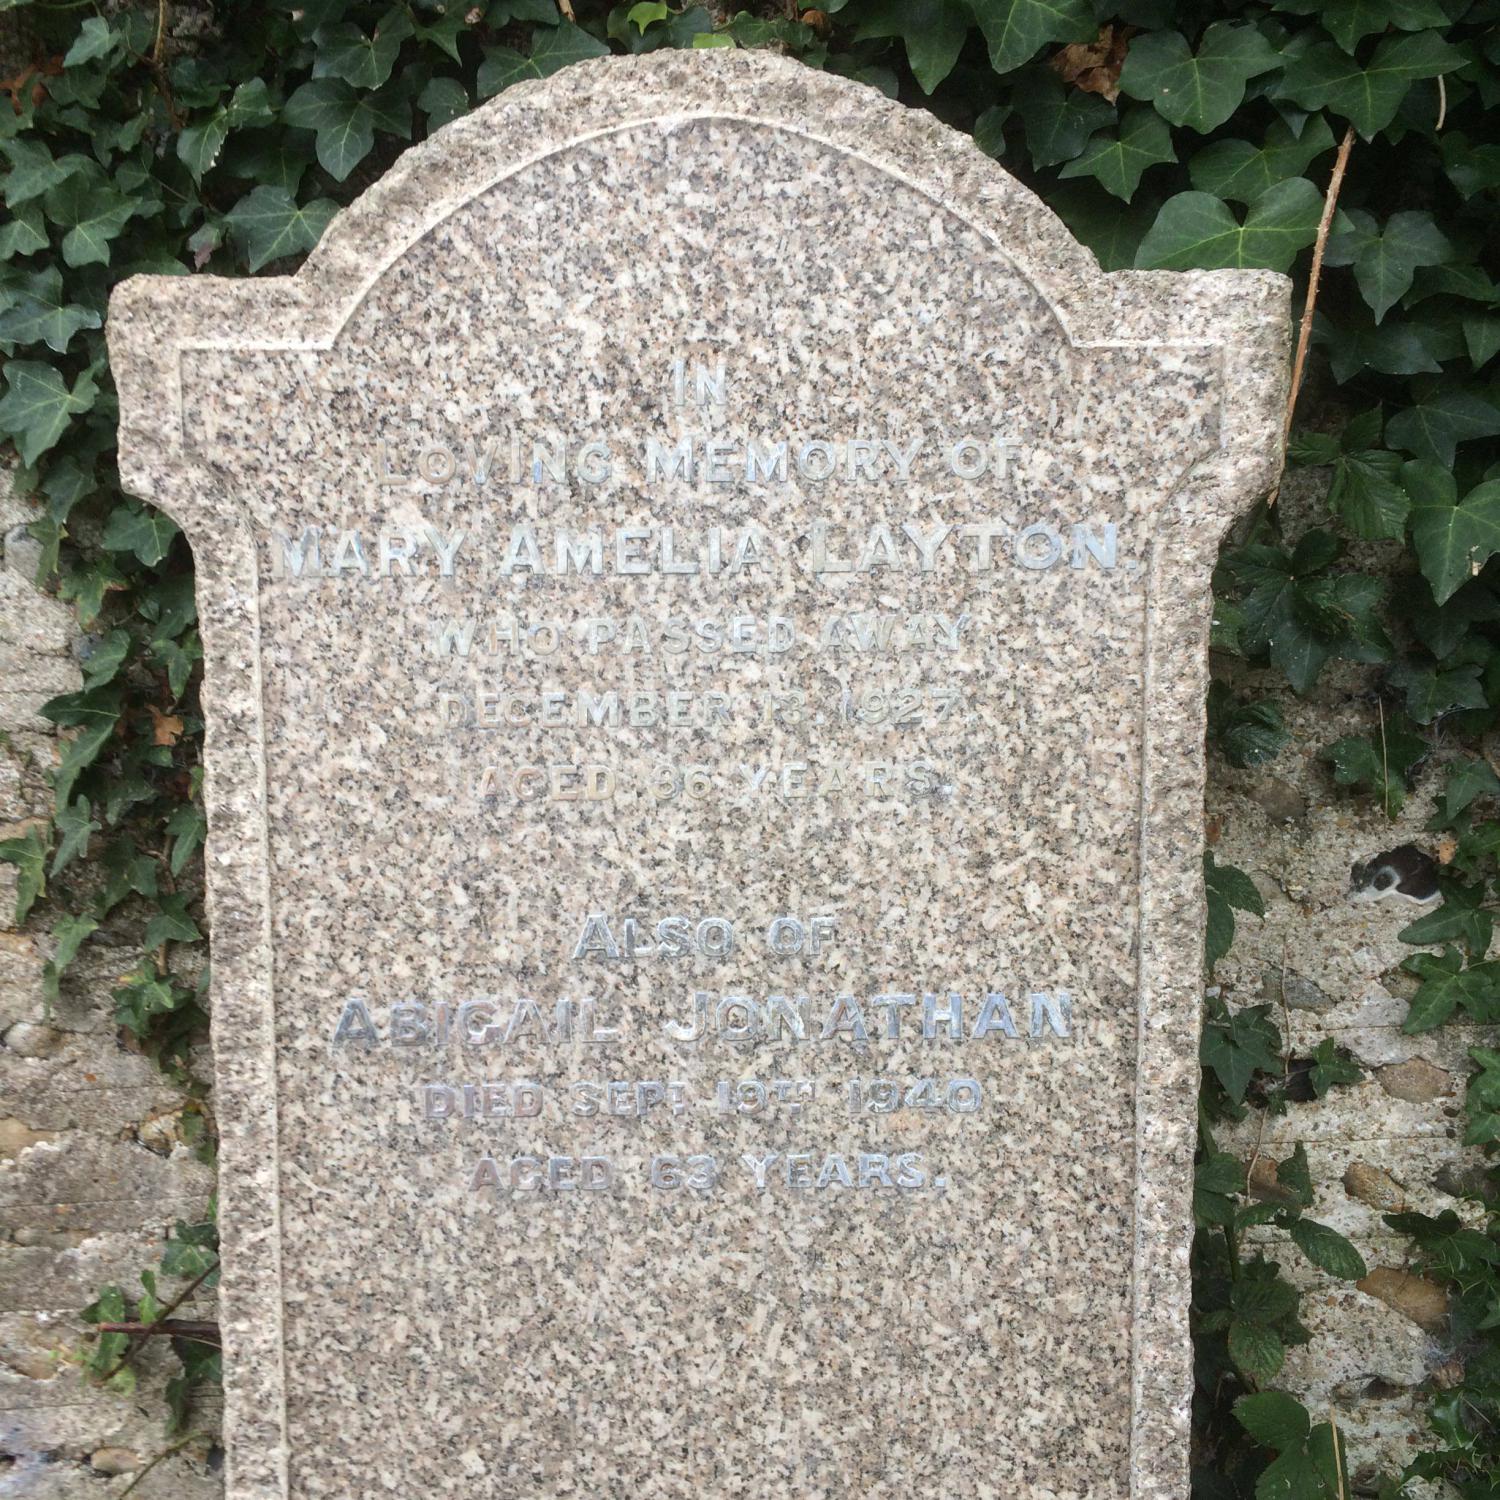 IN
LOVING MEMORY OF
MARY AMELIA LAYTON.
WHO PASSED AWAY
DECEMBER 13, 1927,
AGED 86 YEARS.
ALSO OF
ABIGAIL JONATHAN
DIED SEPT 19TH 1940
AGED 63 YEARS.